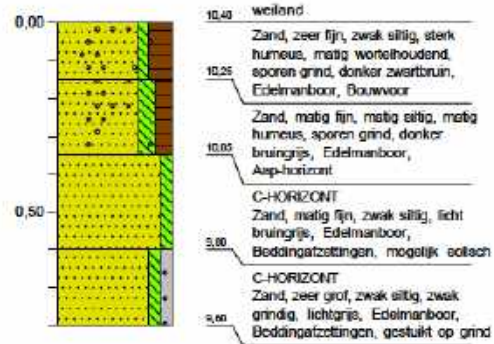 0,00
10,40
weiland
Zand, zeer fijn, zwak siltig, sterk
humeus, matig wortelhoudend,
sporen grind, donker zwartbruin,
Edelmanboor, Bouwvoor
10,25
Zand, matig fijn, matig siltig, matig
humeus, sporen grind, donker
bruingrijs, Edelmanboor,
Aap-horizont
10,05
0,50
C-HORIZONT
Zand, matig fijn, zwak siltig, licht
bruingrijs, Edelmanboor,
Beddingafzettingen, mogelijk eolisch
9,80
C-HORIZONT
Zand, zeer grof, zwak siltig, zwak
grindig, lichtgrijs, Edelmanboor,
Beddingafzettingen, gestuikt op grind
9,60